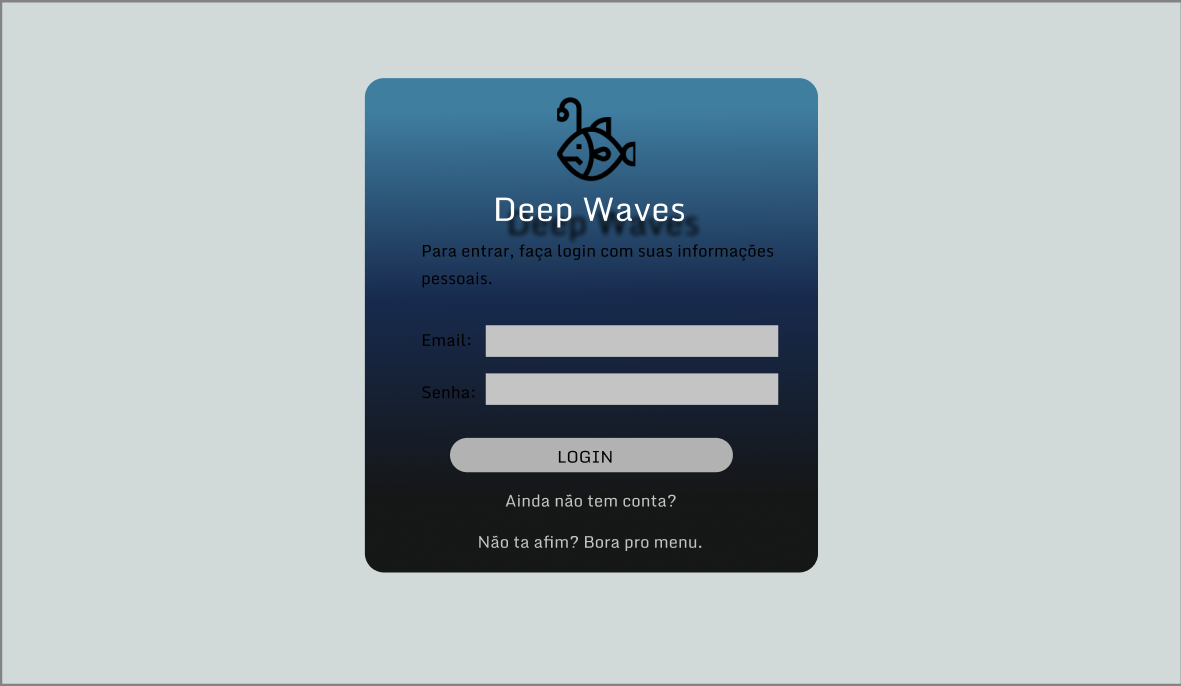 Deep Waves
Para entrar, faça login com suas informações
pessoais.
Email:
Senha:
LOGIN
Ainda não tem conta?
Não ta afim? Bora pro menu.